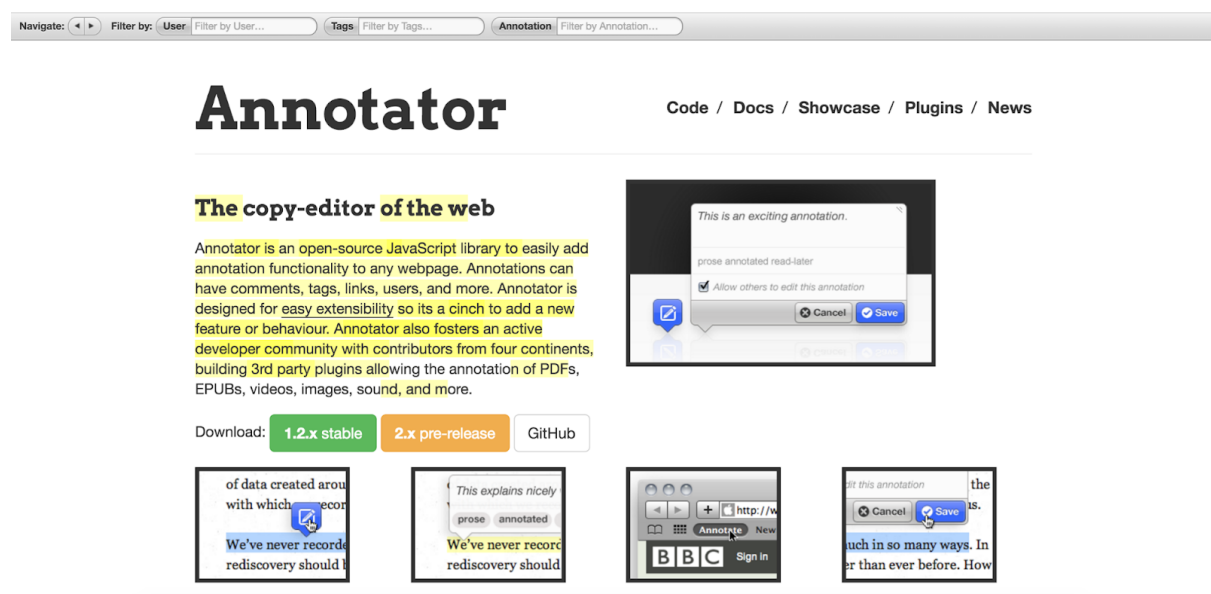 Navigate: Filter by: User Filter by User... Tags Filter by Tags... Annotation Filter by Annotation...
Annotator
Code / Docs / Showcase / Plugins / News
The copy-editor of the web
Annotator is an open-source JavaScript library to easily add
annotation functionality to any webpage. Annotations can
have comments, tags, links, users, and more. Annotator is
designed for easy extensibility so its a cinch to add a new
feature or behaviour. Annotator also fosters an active
developer community with contributors from four continents,
building 3rd party plugins allowing the annotation of PDFs,
EPUBs, videos, images, sound, and more.
This is an exciting annotation.
prose annotated read-later
Allow others to edit this annotation
Cancel Save
Download: 1.2.x stable 2.x pre-release GitHub
of data created arou
with which
We've never recorde
rediscovery should
This explains nicely
prose annotated
We've never record
rediscovery should
http://w
Annotate New
BBC Sign in
dit this annotation the
Cancel Save is.
much in so many ways. In
er than ever before. How